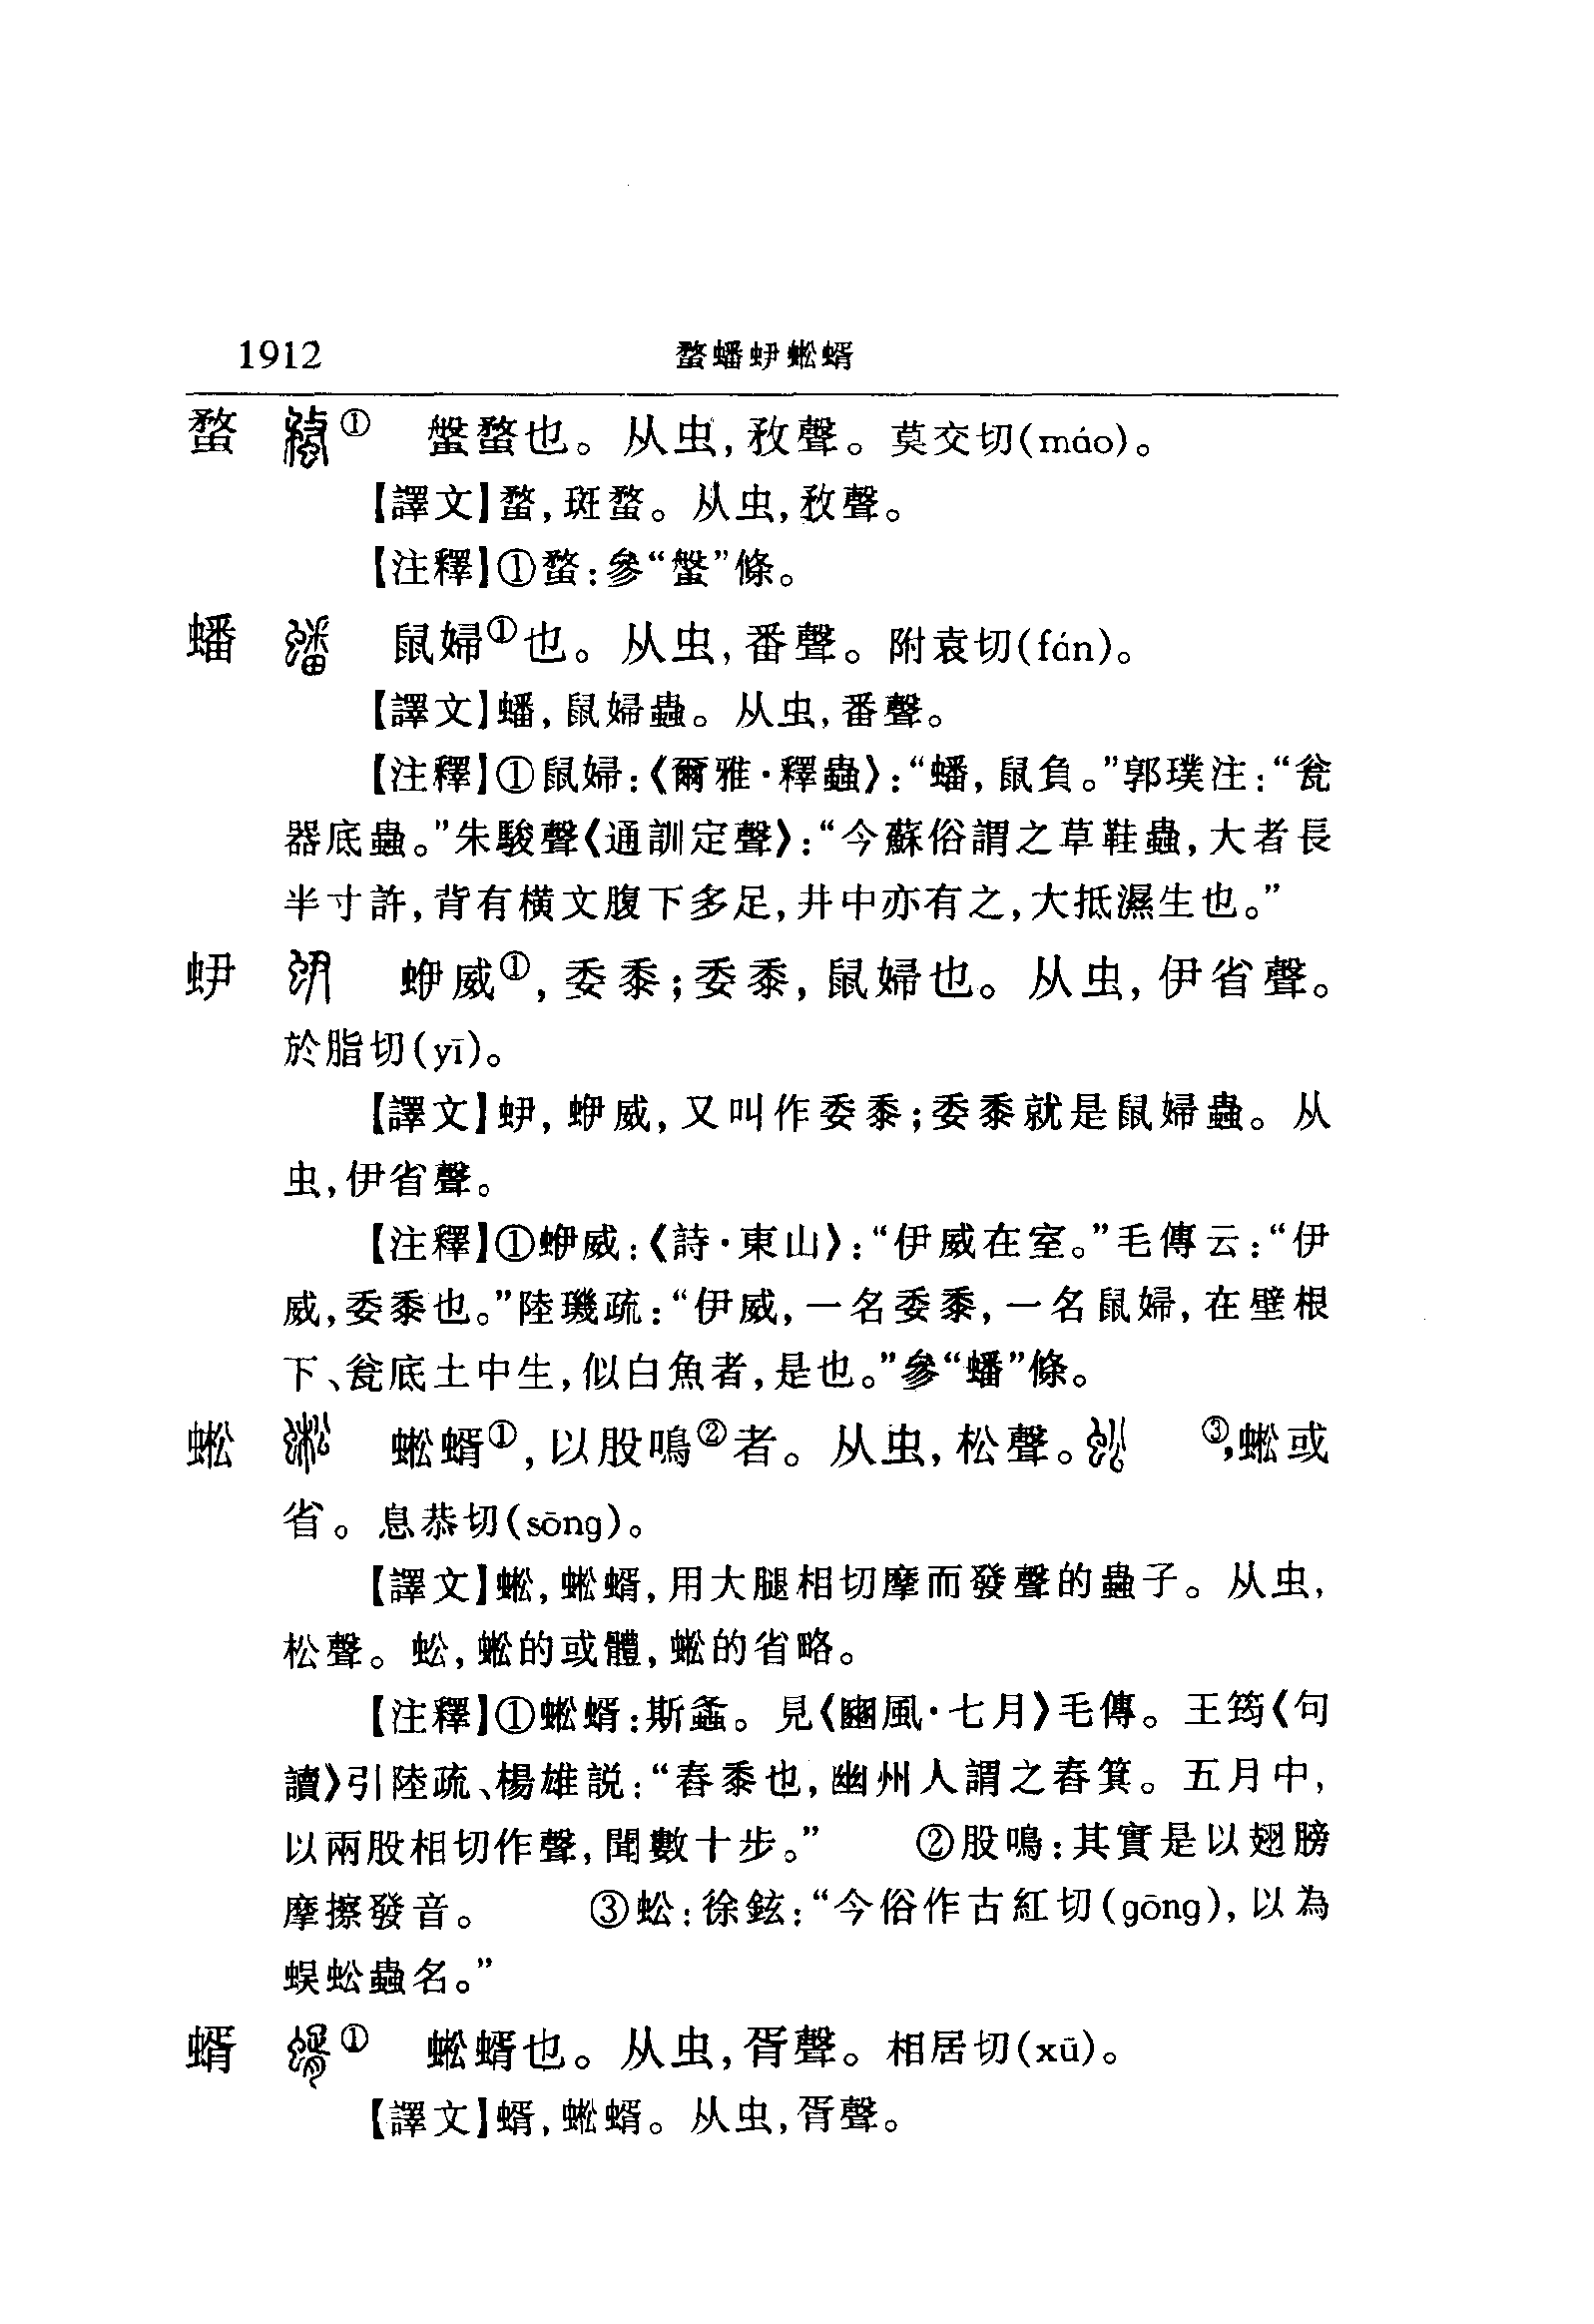 1912 蝥蟠蛜蜙蝑
蝥 ① 螌蝥也。从虫,敄聲。莫交切(máo)。
【譯文】蝥,斑蝥。从虫,敄聲。
【注釋】①蝥:參“螌”條。
蟠 鼠婦①也。从虫,番聲。附袁切(fán)。
【譯文】蟠,鼠婦蟲。从虫,番聲。
【注釋】①鼠婦:《爾雅·釋蟲》:“蟠,鼠負。”郭璞注:“瓮
器底蟲。”朱駿聲《通訓定聲》:“今蘇俗謂之草鞋蟲,大者長
半寸許,背有橫文腹下多足,井中亦有之,大抵濕生也。”
蛜 蛜威①,委黍;委黍,鼠婦也。从虫,伊省聲。
於脂切(yī)。
【譯文】蛜,蛜威,又叫作委黍;委黍就是鼠婦蟲。从
虫,伊省聲。
【注釋】①蛜威:《詩·東山》:“伊威在室。”毛傳云:“伊
威,委黍也。”陸璣疏:“伊威,一名委黍,一名鼠婦,在壁根
下、瓮底土中生,似白魚者,是也。”參“蟠”條。
蜙 蜙蝑①,以股鳴②者。从虫,松聲。 ③,蜙或
省。息恭切(sōng)。
【譯文】蜙,蜙蝑,用大腿相切摩而發聲的蟲子。从虫,
松聲。蚣,蜙的或體,蜙的省略。
【注釋】①蜙蝑:斯螽。見《豳風·七月》毛傳。王筠《句
讀》引陸疏、楊雄説:“舂黍也,幽州人謂之舂箕。五月中,
以兩股相切作聲,聞數十步。” ②股鳴:其實是以翅膀
摩擦發音。 ③蚣:徐鉉:“今俗作古紅切(gōng),以為
蜈蚣蟲名。”
蝑 ① 蜙蝑也。从虫,胥聲。相居切(xū)。
【譯文】蝑,蜙蝑。从虫,胥聲。